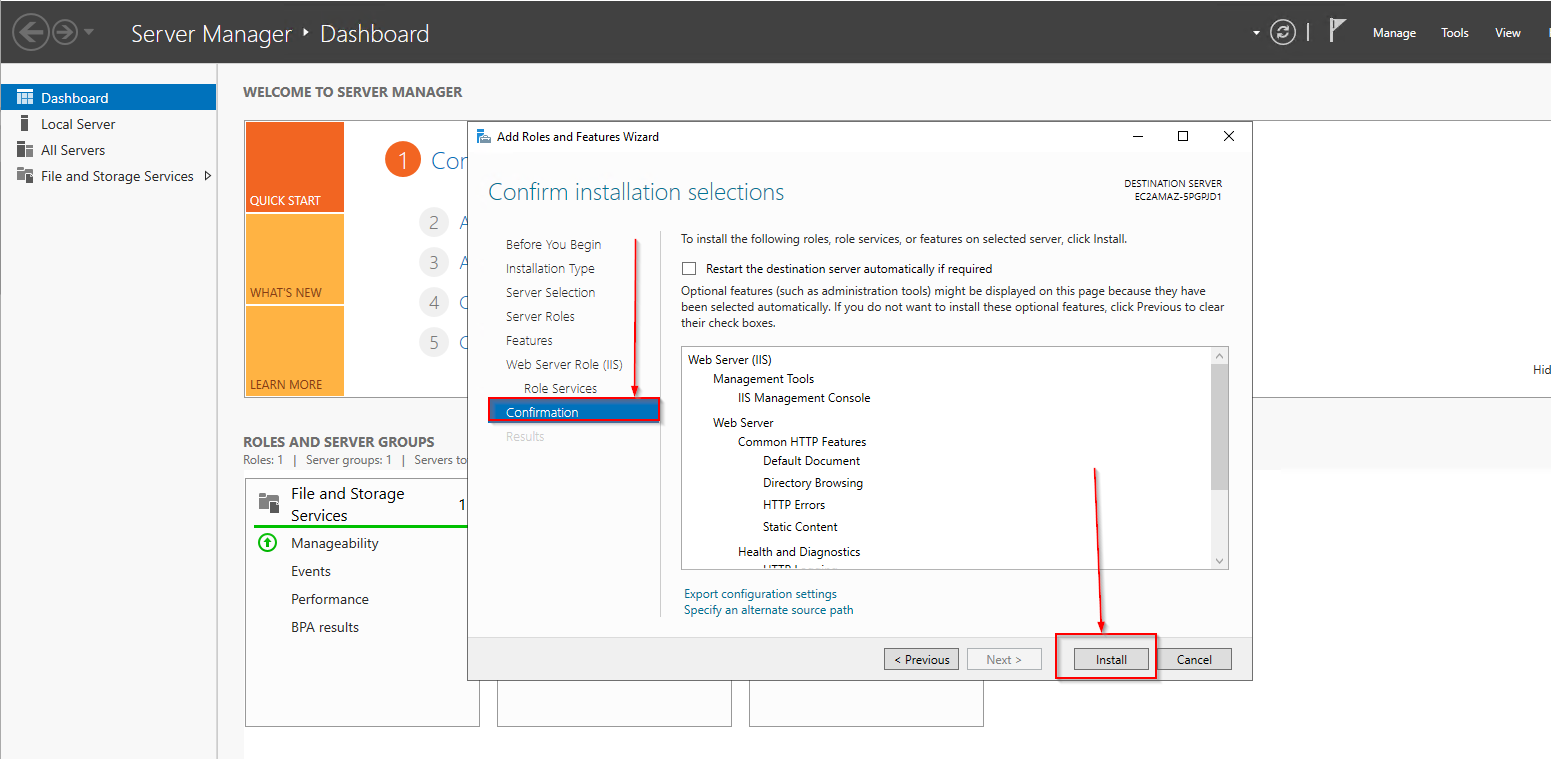 Server Manager ‣ Dashboard
Manage Tools View
Dashboard
Local Server
All Servers
File and Storage Services
WELCOME TO SERVER MANAGER
QUICK START
WHAT'S NEW
LEARN MORE
1
2
3
4
5
Add Roles and Features Wizard
Confirm installation selections
DESTINATION SERVER
EC2AMAZ-5PGPJD1
Before You Begin
Installation Type
Server Selection
Server Roles
Features
Web Server Role (IIS)
Role Services
Confirmation
Results
To install the following roles, role services, or features on selected server, click Install.
Restart the destination server automatically if required
Optional features (such as administration tools) might be displayed on this page because they have
been selected automatically. If you do not want to install these optional features, click Previous to clear
their check boxes.
Web Server (IIS)
Management Tools
IIS Management Console
Web Server
Common HTTP Features
Default Document
Directory Browsing
HTTP Errors
Static Content
Health and Diagnostics
Export configuration settings
Specify an alternate source path
< Previous
Next >
Install
Cancel
Hid
ROLES AND SERVER GROUPS
Roles: 1 | Server groups: 1 | Servers to
File and Storage
Services
1
Manageability
Events
Performance
BPA results